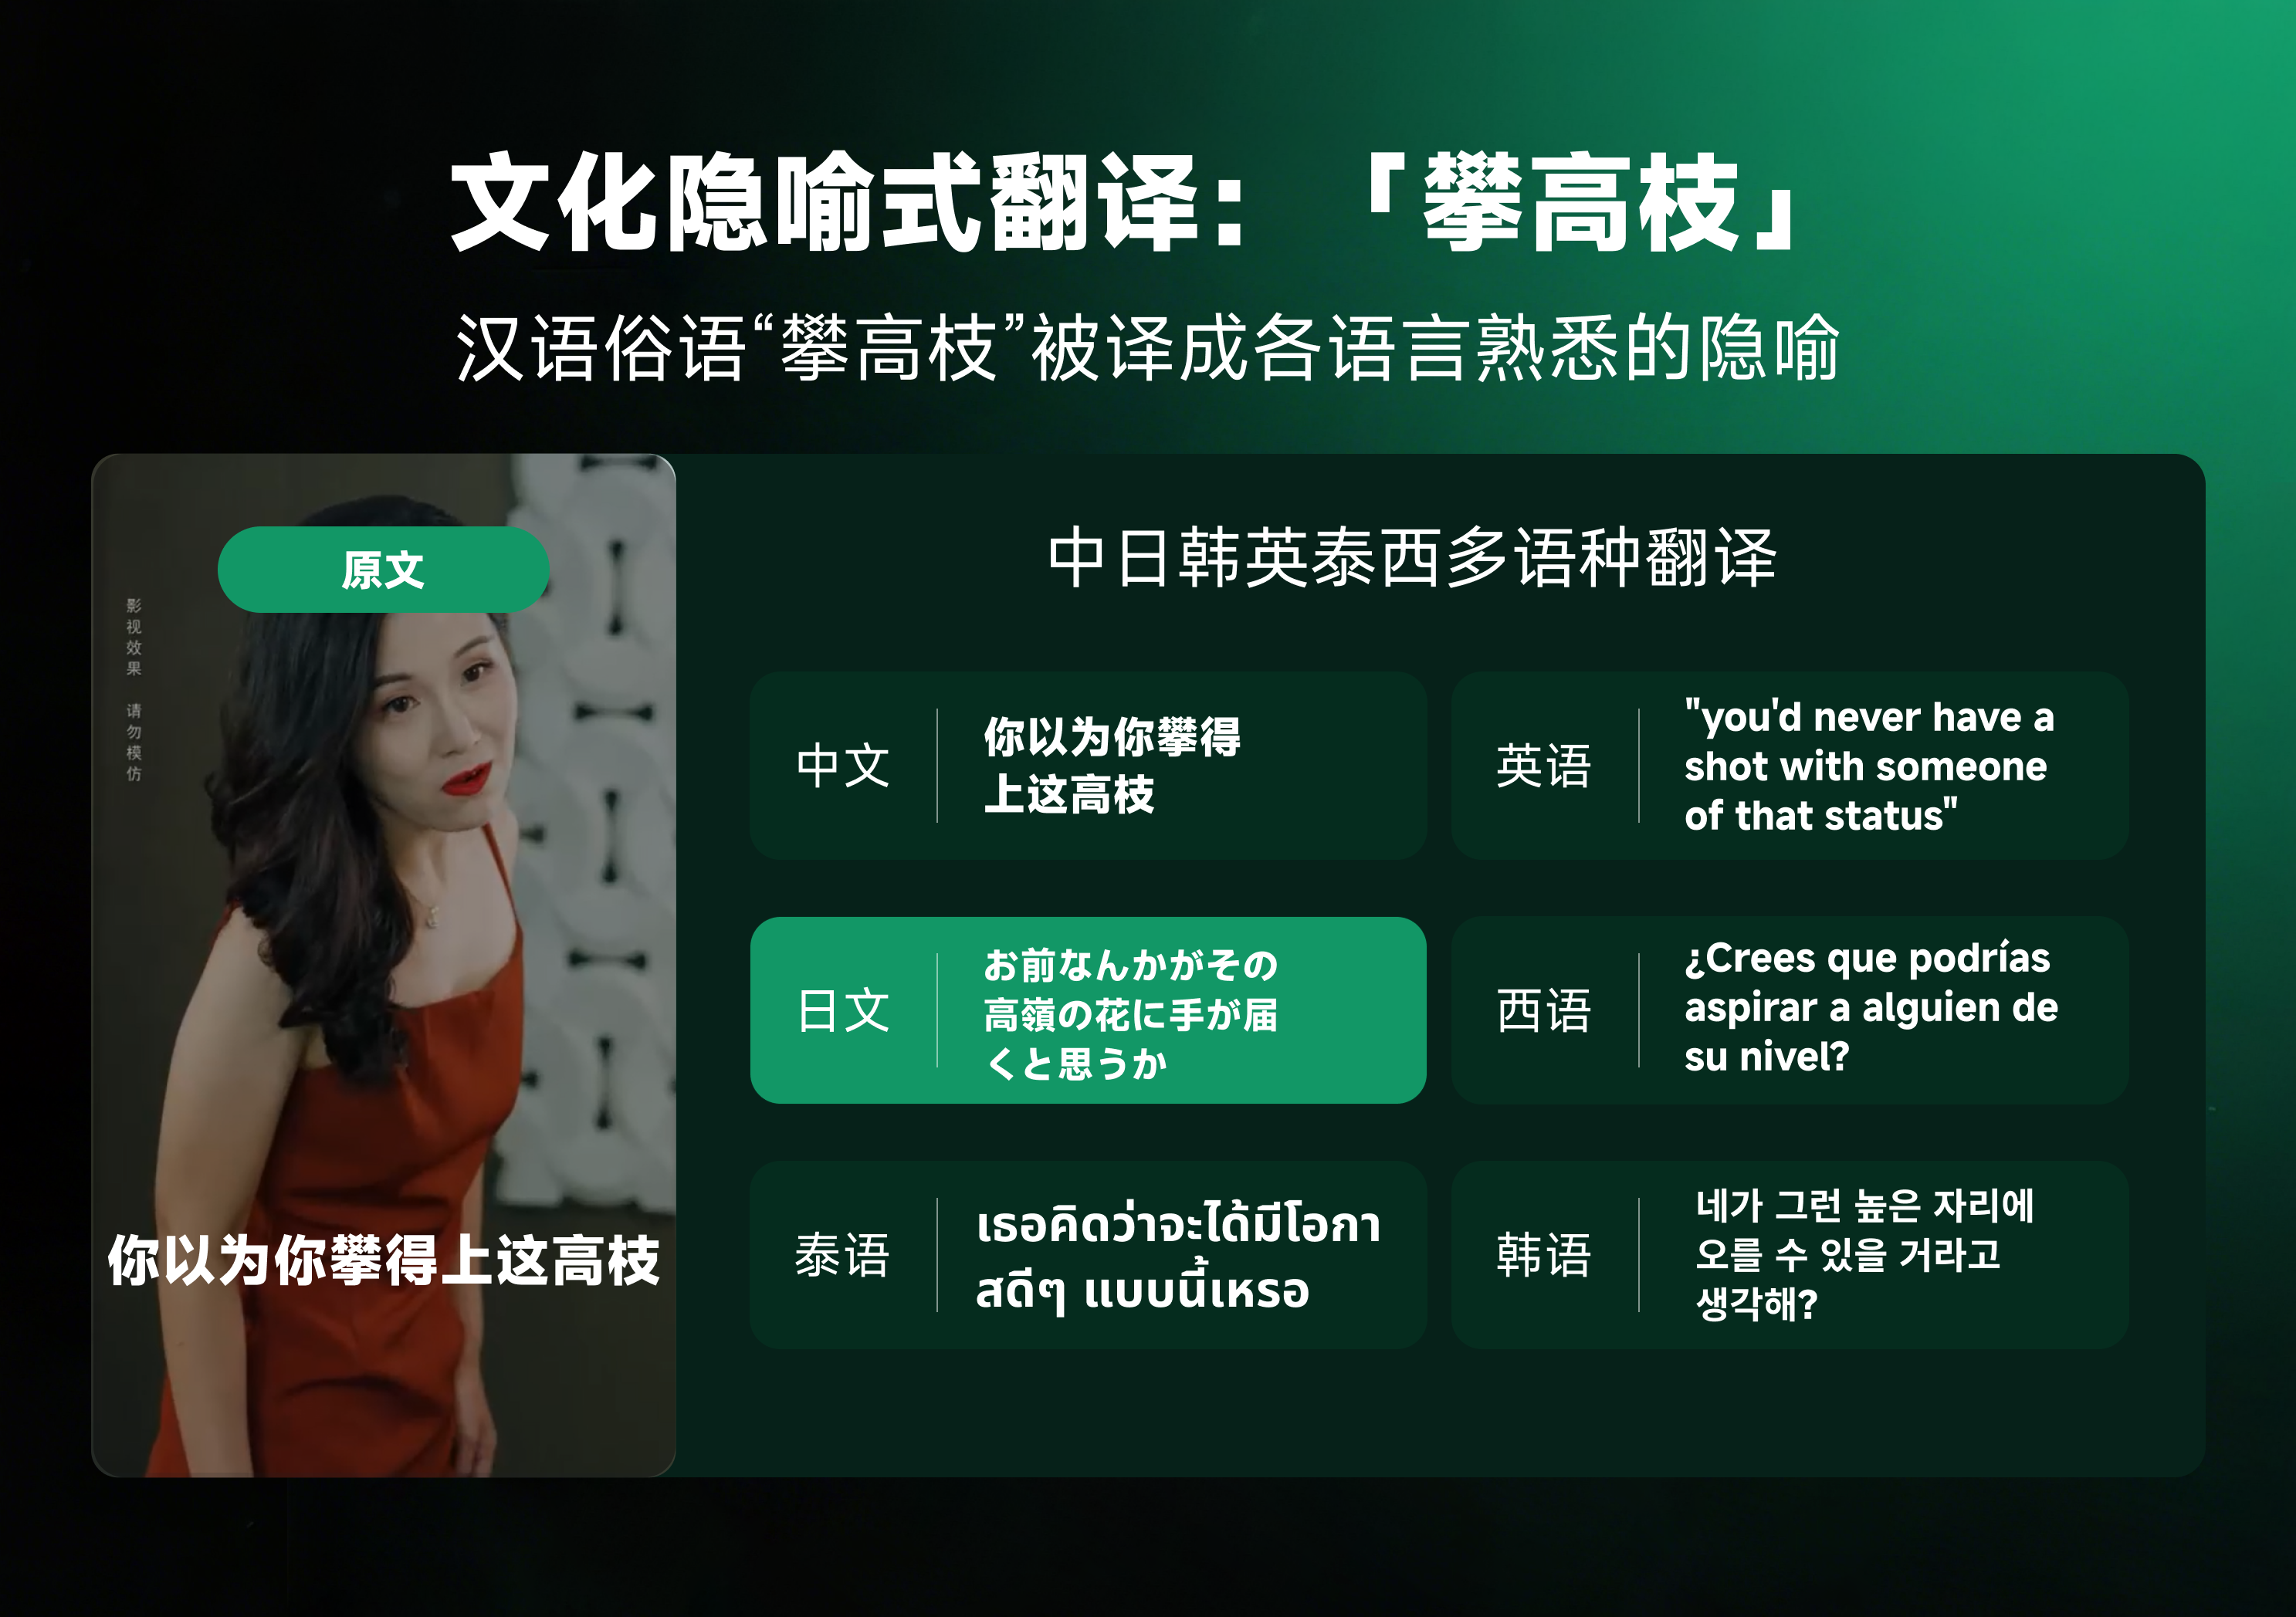 文化隐喻式翻译：「攀高枝」
汉语俗语“攀高枝”被译成各语言熟悉的隐喻
原文
影视效果 请勿模仿
你以为你攀得上这高枝
中日韩英泰西多语种翻译
中文
你以为你攀得
上这高枝
英语
"you'd never have a
shot with someone
of that status"
日文
お前なんかがその
高嶺の花に手が届
くと思うか
西语
¿Crees que podrías
aspirar a alguien de
su nivel?
泰语
เธอคิดว่าจะได้มีโอกา
สดีๆ แบบนี้เหรอ
韩语
네가 그런 높은 자리에
오를 수 있을 거라고
생각해?